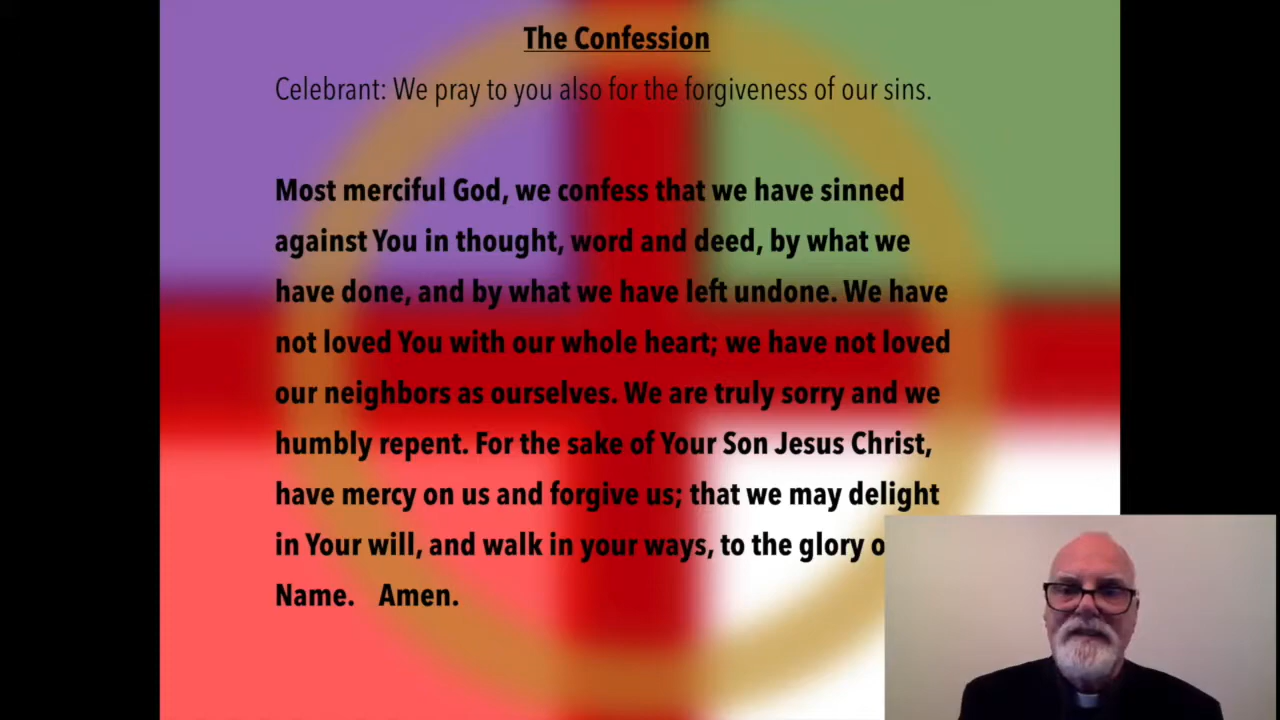 The Confession
Celebrant: We pray to you also for the forgiveness of our sins.
Most merciful God, we confess that we have sinned
against You in thought, word and deed, by what we
have done, and by what we have left undone. We have
not loved You with our whole heart; we have not loved
our neighbors as ourselves. We are truly sorry and we
humbly repent. For the sake of Your Son Jesus Christ,
have mercy on us and forgive us; that we may delight
in Your will, and walk in your ways, to the glory
Name. Amen.